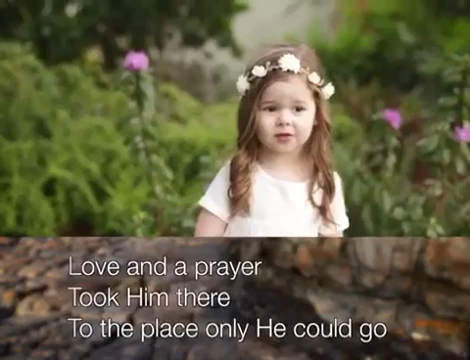 Love and a prayer
Took Him there
To the place only He could go